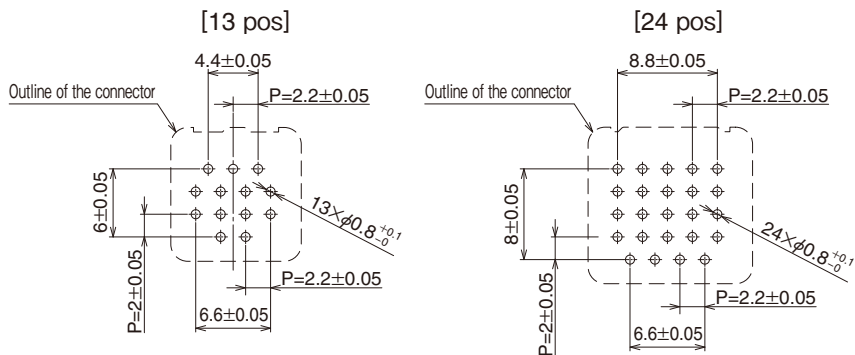 [13 pos]
4.4±0.05
Outline of the connector
P=2.2±0.05
6±0.05
P=2±0.05
13×φ0.8 +0.1 -0
P=2.2±0.05
6.6±0.05
[24 pos]
8.8±0.05
Outline of the connector
P=2.2±0.05
8±0.05
P=2±0.05
24×φ0.8 +0.1 -0
P=2.2±0.05
6.6±0.05